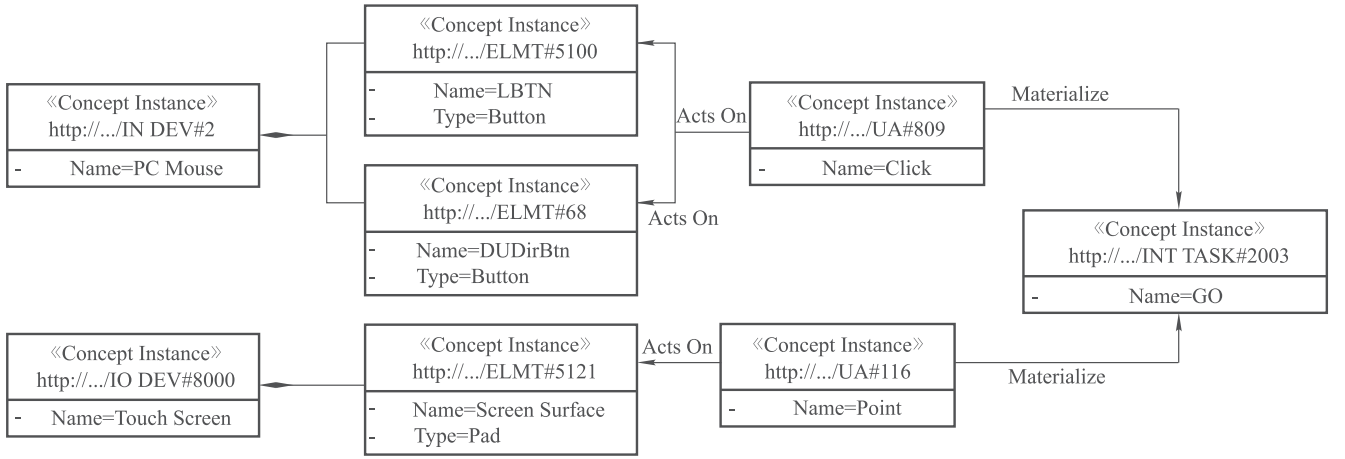 《Concept Instance》
http://.../IN DEV#2
- Name=PC Mouse
《Concept Instance》
http://.../ELMT#5100
- Name=LBTN
- Type=Button
《Concept Instance》
http://.../ELMT#68
- Name=DUDirBtn
- Type=Button
Acts On
Acts On
《Concept Instance》
http://.../UA#809
- Name=Click
Materialize
《Concept Instance》
http://.../INT TASK#2003
- Name=GO
《Concept Instance》
http://.../IO DEV#8000
- Name=Touch Screen
《Concept Instance》
http://.../ELMT#5121
- Name=Screen Surface
- Type=Pad
Acts On
《Concept Instance》
http://.../UA#116
- Name=Point
Materialize